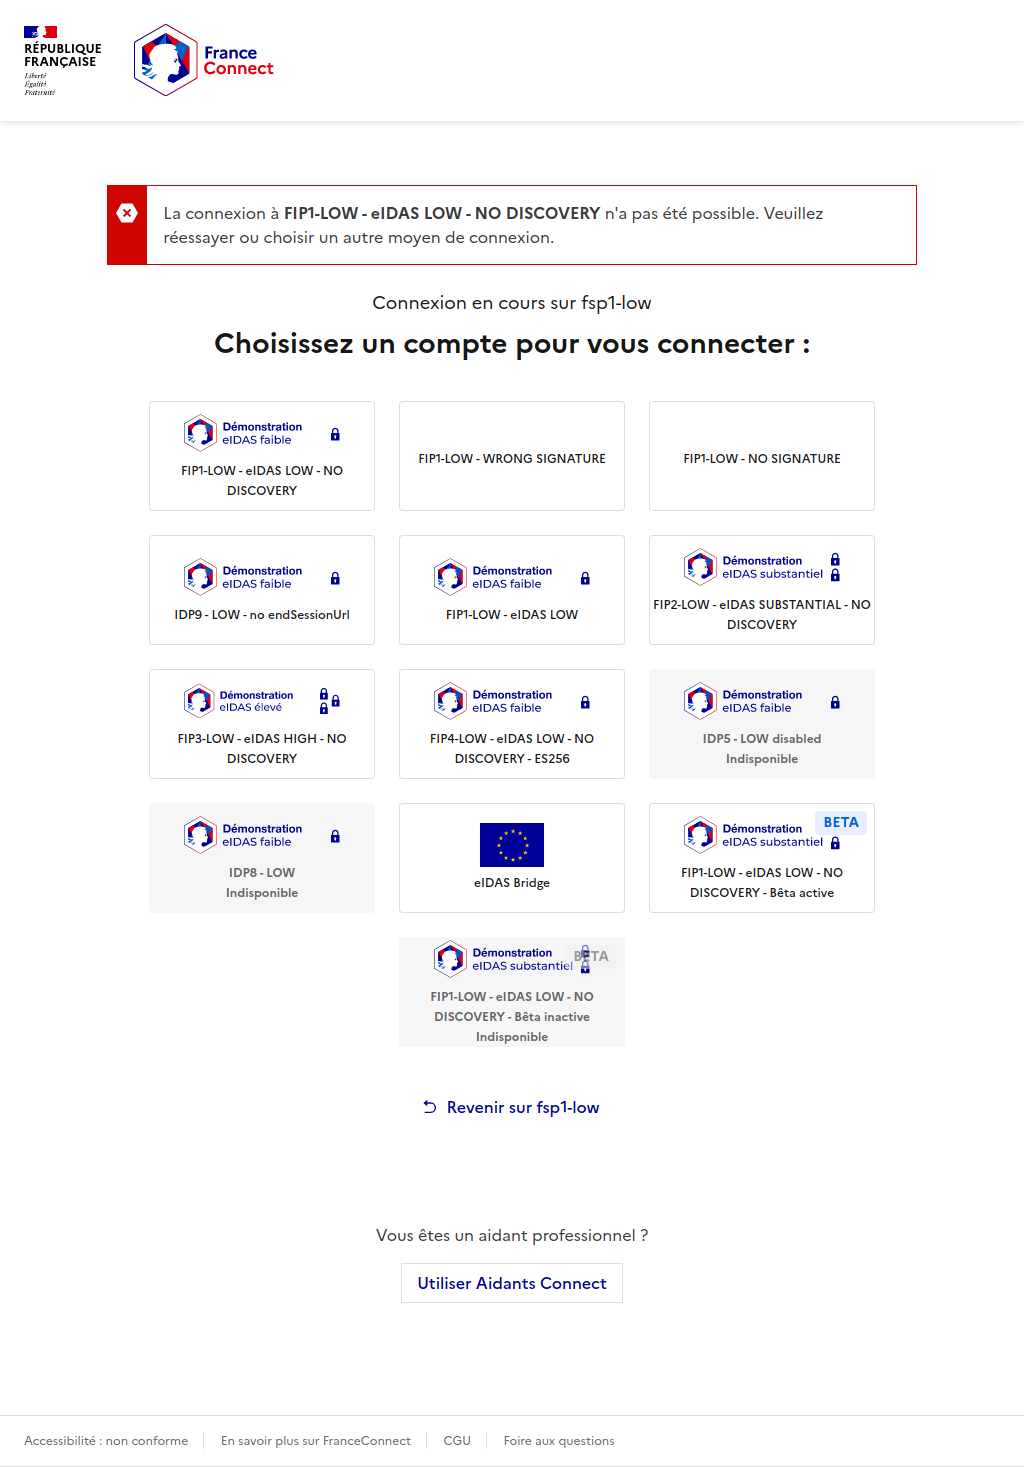 RÉPUBLIQUE
FRANÇAISE
Liberté
Égalité
Fraternité
France
Connect
La connexion à FIP1-LOW - eIDAS LOW - NO DISCOVERY n'a pas été possible. Veuillez
réessayer ou choisir un autre moyen de connexion.
Connexion en cours sur fsp1-low
Choisissez un compte pour vous connecter :
Démonstration
eIDAS faible
FIP1-LOW - eIDAS LOW - NO
DISCOVERY
FIP1-LOW - WRONG SIGNATURE
FIP1-LOW - NO SIGNATURE
Démonstration
eIDAS faible
IDP9 - LOW - no endSessionUrl
Démonstration
eIDAS faible
FIP1-LOW - eIDAS LOW
Démonstration
eIDAS substantiel
FIP2-LOW - eIDAS SUBSTANTIAL - NO
DISCOVERY
Démonstration
eIDAS élevé
FIP3-LOW - eIDAS HIGH - NO
DISCOVERY
Démonstration
eIDAS faible
FIP4-LOW - eIDAS LOW - NO
DISCOVERY - ES256
Démonstration
eIDAS faible
IDP5 - LOW disabled
Indisponible
Démonstration
eIDAS faible
IDP8 - LOW
Indisponible
eIDAS Bridge
BETA
Démonstration
eIDAS substantiel
FIP1-LOW - eIDAS LOW - NO
DISCOVERY - Bêta active
Démonstration
BETA
eIDAS substantiel
FIP1-LOW - eIDAS LOW - NO
DISCOVERY - Bêta inactive
Indisponible
Revenir sur fsp1-low
Vous êtes un aidant professionnel ?
Utiliser Aidants Connect
Accessibilité : non conforme
En savoir plus sur FranceConnect
CGU
Foire aux questions